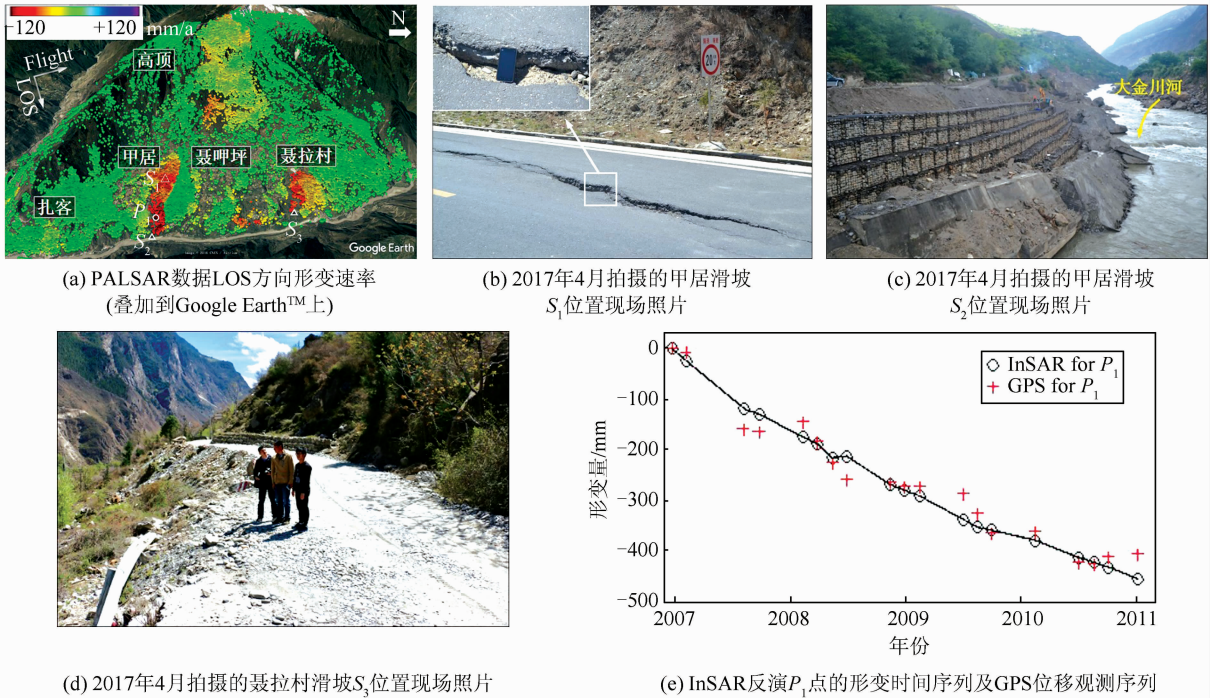 −120 +120 mm/a
N
Flight
LOS
高顶
甲居
聂呷坪
聂拉村
S₁
扎客
P₁
S₂
S₃
Google Earth
20
大金川河
(a) PALSAR数据LOS方向形变速率
(叠加到Google Earth™上)
(b) 2017年4月拍摄的甲居滑坡
S₁位置现场照片
(c) 2017年4月拍摄的甲居滑坡
S₂位置现场照片
0
−100
−200
−300
−400
−500
形变量/mm
InSAR for P₁
GPS for P₁
2007 2008 2009 2010 2011
年份
(d) 2017年4月拍摄的聂拉村滑坡S₃位置现场照片
(e) InSAR反演P₁点的形变时间序列及GPS位移观测序列